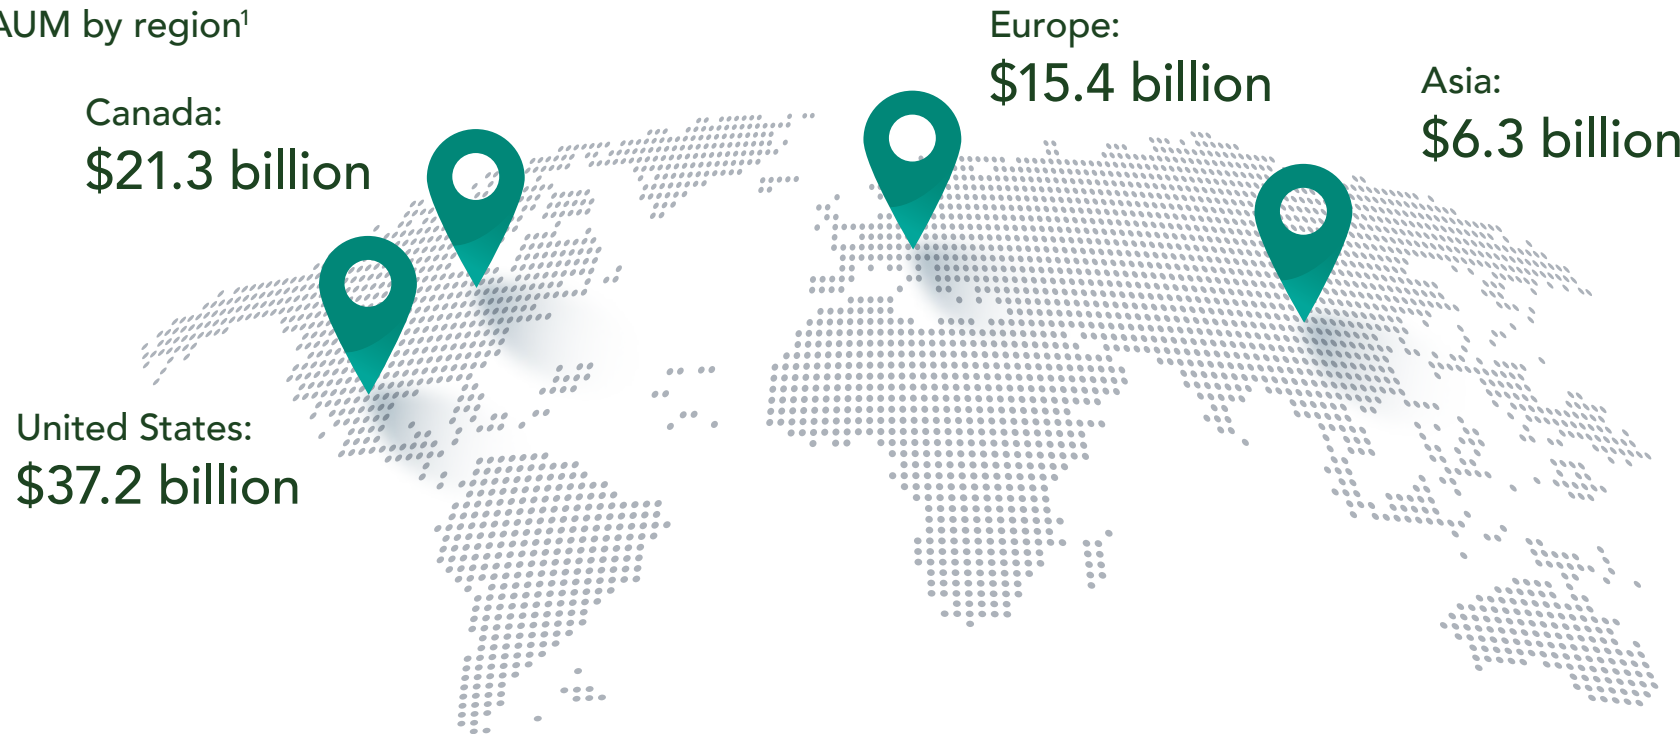 AUM by region¹
Europe:
$15.4 billion
Asia:
$6.3 billion
Canada:
$21.3 billion
United States:
$37.2 billion